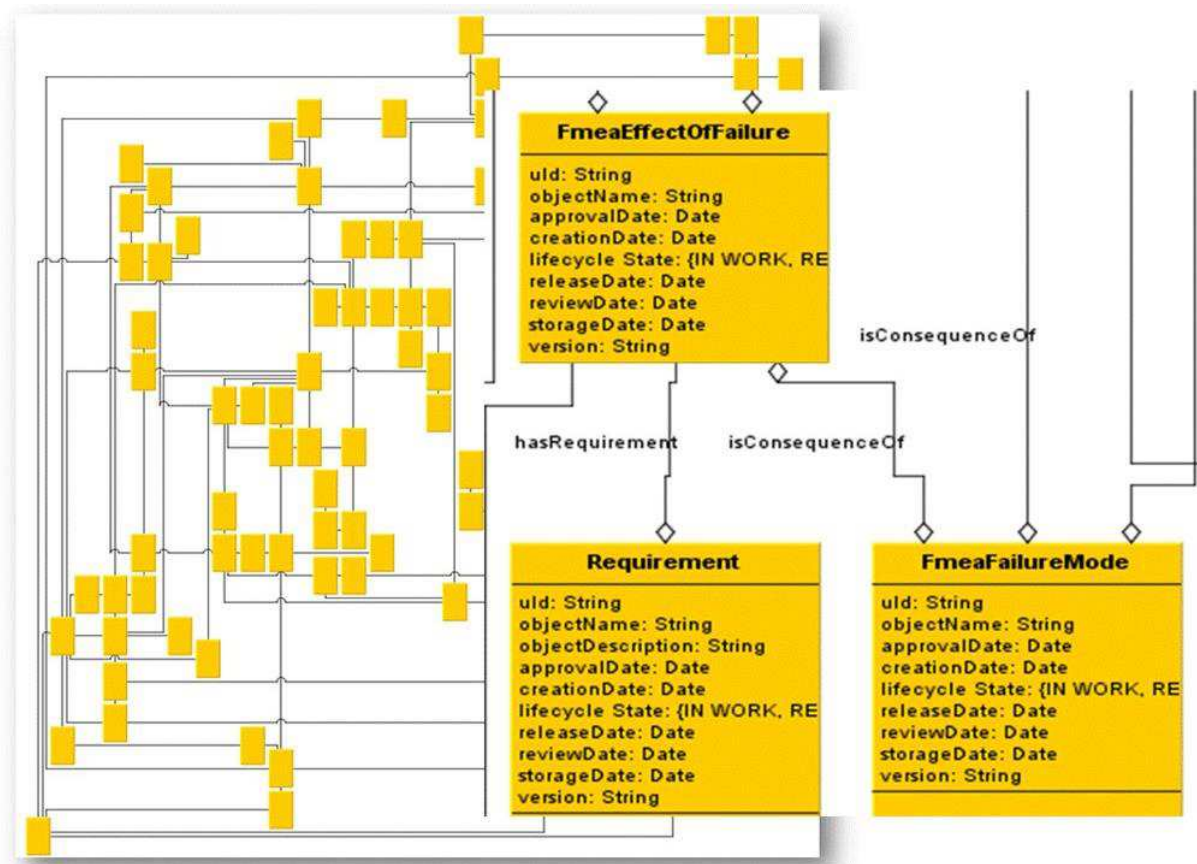 FmeaEffectOfFailure
uId: String
objectName: String
approvalDate: Date
creationDate: Date
lifecycle State: {IN WORK, RE
releaseDate: Date
reviewDate: Date
storageDate: Date
version: String
isConsequenceOf
hasRequirement
isConsequenceOf
Requirement
uId: String
objectName: String
objectDescription: String
approvalDate: Date
creationDate: Date
lifecycle State: {IN WORK, RE
releaseDate: Date
reviewDate: Date
storageDate: Date
version: String
FmeaFailureMode
uId: String
objectName: String
approvalDate: Date
creationDate: Date
lifecycle State: {IN WORK, RE
releaseDate: Date
reviewDate: Date
storageDate: Date
version: String